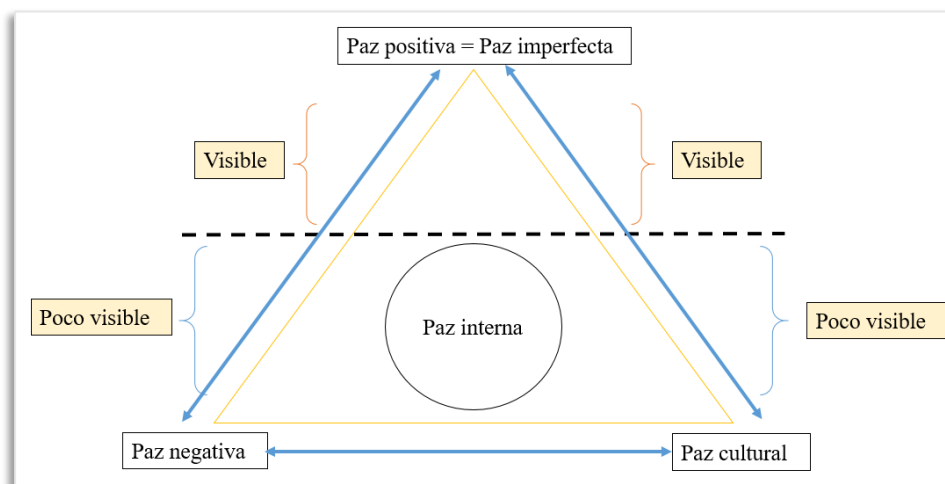 Paz positiva = Paz imperfecta
Visible
Visible
Poco visible
Paz interna
Poco visible
Paz negativa
Paz cultural